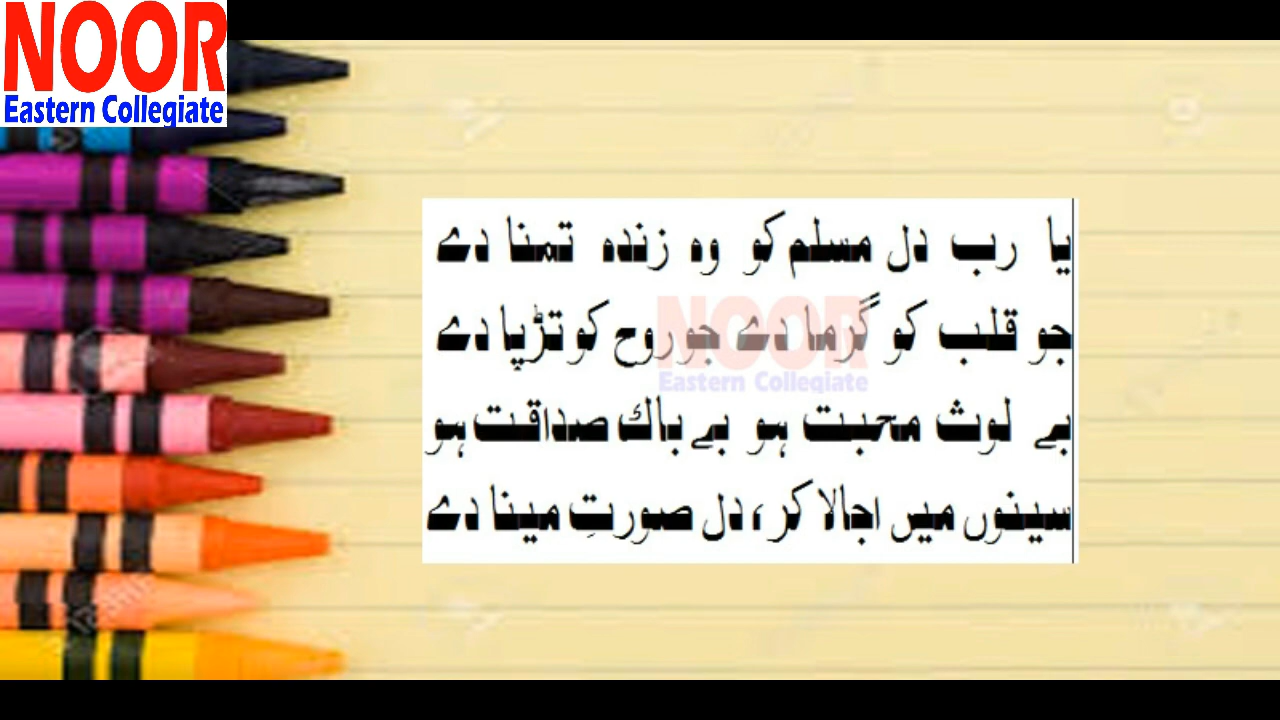 NOOR
Eastern Collegiate
یا رب دل مسلم کو وہ زندہ تمنا دے
جو قلب کو گرما دے جو روح کو تڑپا دے
بے لوث محبت ہو بے باک صداقت ہو
سینوں میں اجالا کر، دل صورتِ مینا دے
NOOR
Eastern Collegiate